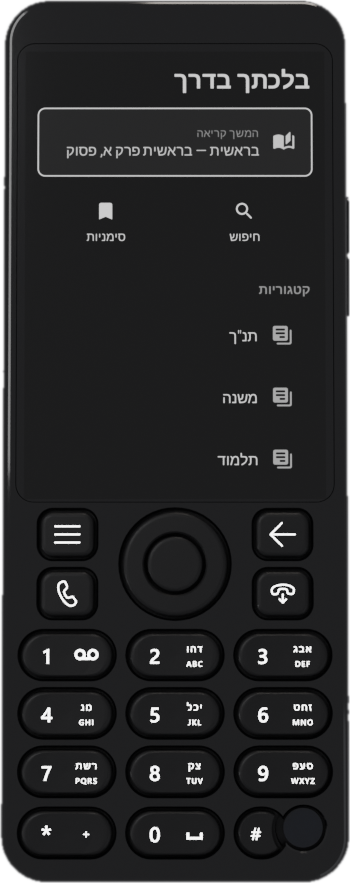 בלכתך בדרך
המשך קריאה
בראשית – בראשית פרק א, פסוק
חיפוש
סימניות
קטגוריות
תנ"ך
משנה
תלמוד
1
2 דהו ABC
3 אבג DEF
4 מנ GHI
5 יכל JKL
6 זחט MNO
7 רשת PQRS
8 צק TUV
9 סעפ WXYZ
* +
0
#